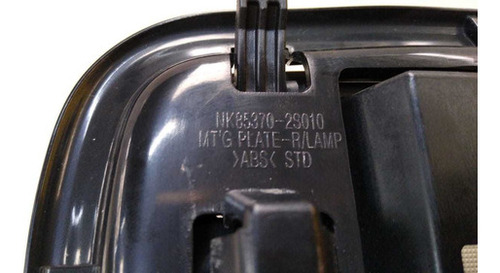 NK85370-2S010
MT'G PLATE-R/LAMP
>ABS< STD